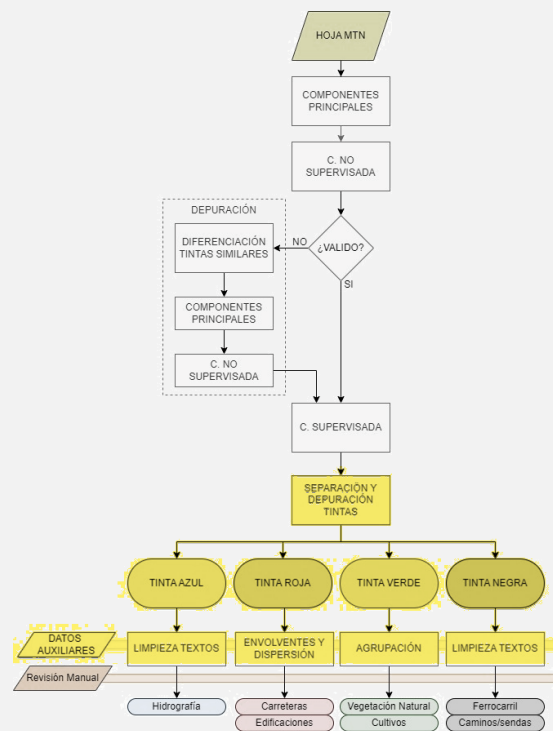 HOJA MTN
COMPONENTES
PRINCIPALES
C. NO
SUPERVISADA
DEPURACIÓN
¿VALIDO?
NO
SI
DIFERENCIACIÓN
TINTAS SIMILARES
COMPONENTES
PRINCIPALES
C. NO
SUPERVISADA
C. SUPERVISADA
SEPARACIÓN Y
DEPURACIÓN
TINTAS
TINTA AZUL
TINTA ROJA
TINTA VERDE
TINTA NEGRA
DATOS
AUXILIARES
LIMPIEZA TEXTOS
ENVOLVENTES Y
DISPERSIÓN
AGRUPACIÓN
LIMPIEZA TEXTOS
Revisión Manual
Hidrografía
Carreteras
Edificaciones
Vegetación Natural
Cultivos
Ferrocarril
Caminos/sendas